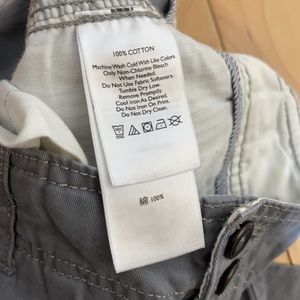 100% COTTON
Machine Wash Cold With Like Colors.
Only Non-Chlorine Bleach
When Needed.
Do Not Use Fabric Softeners.
Tumble Dry Low.
Remove Promptly.
Cool Iron As Desired.
Do Not Iron On Print.
Do Not Dry Clean.
綿 100%